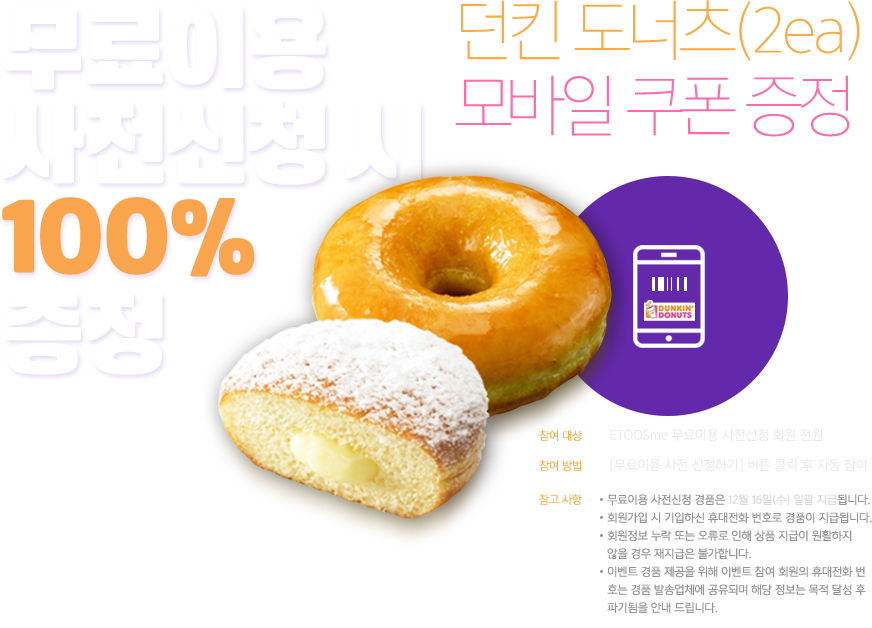 무료이용
사전신청 시
100%
증정
던킨 도너츠(2ea)
모바일 쿠폰 증정
DUNKIN'
DONUTS
참여 대상 ETOOSme 무료이용 사전신청 회원 전원
참여 방법 [무료이용 사전 신청하기] 버튼 클릭 후 자동 참여
참고 사항 • 무료이용 사전신청 경품은 12월 16일(수) 일괄 지급됩니다.
• 회원가입 시 기입하신 휴대전화 번호로 경품이 지급됩니다.
• 회원정보 누락 또는 오류로 인해 상품 지급이 원활하지
않을 경우 재지급은 불가합니다.
• 이벤트 경품 제공을 위해 이벤트 참여 회원의 휴대전화 번
호는 경품 발송업체에 공유되며 해당 정보는 목적 달성 후
파기됨을 안내 드립니다.